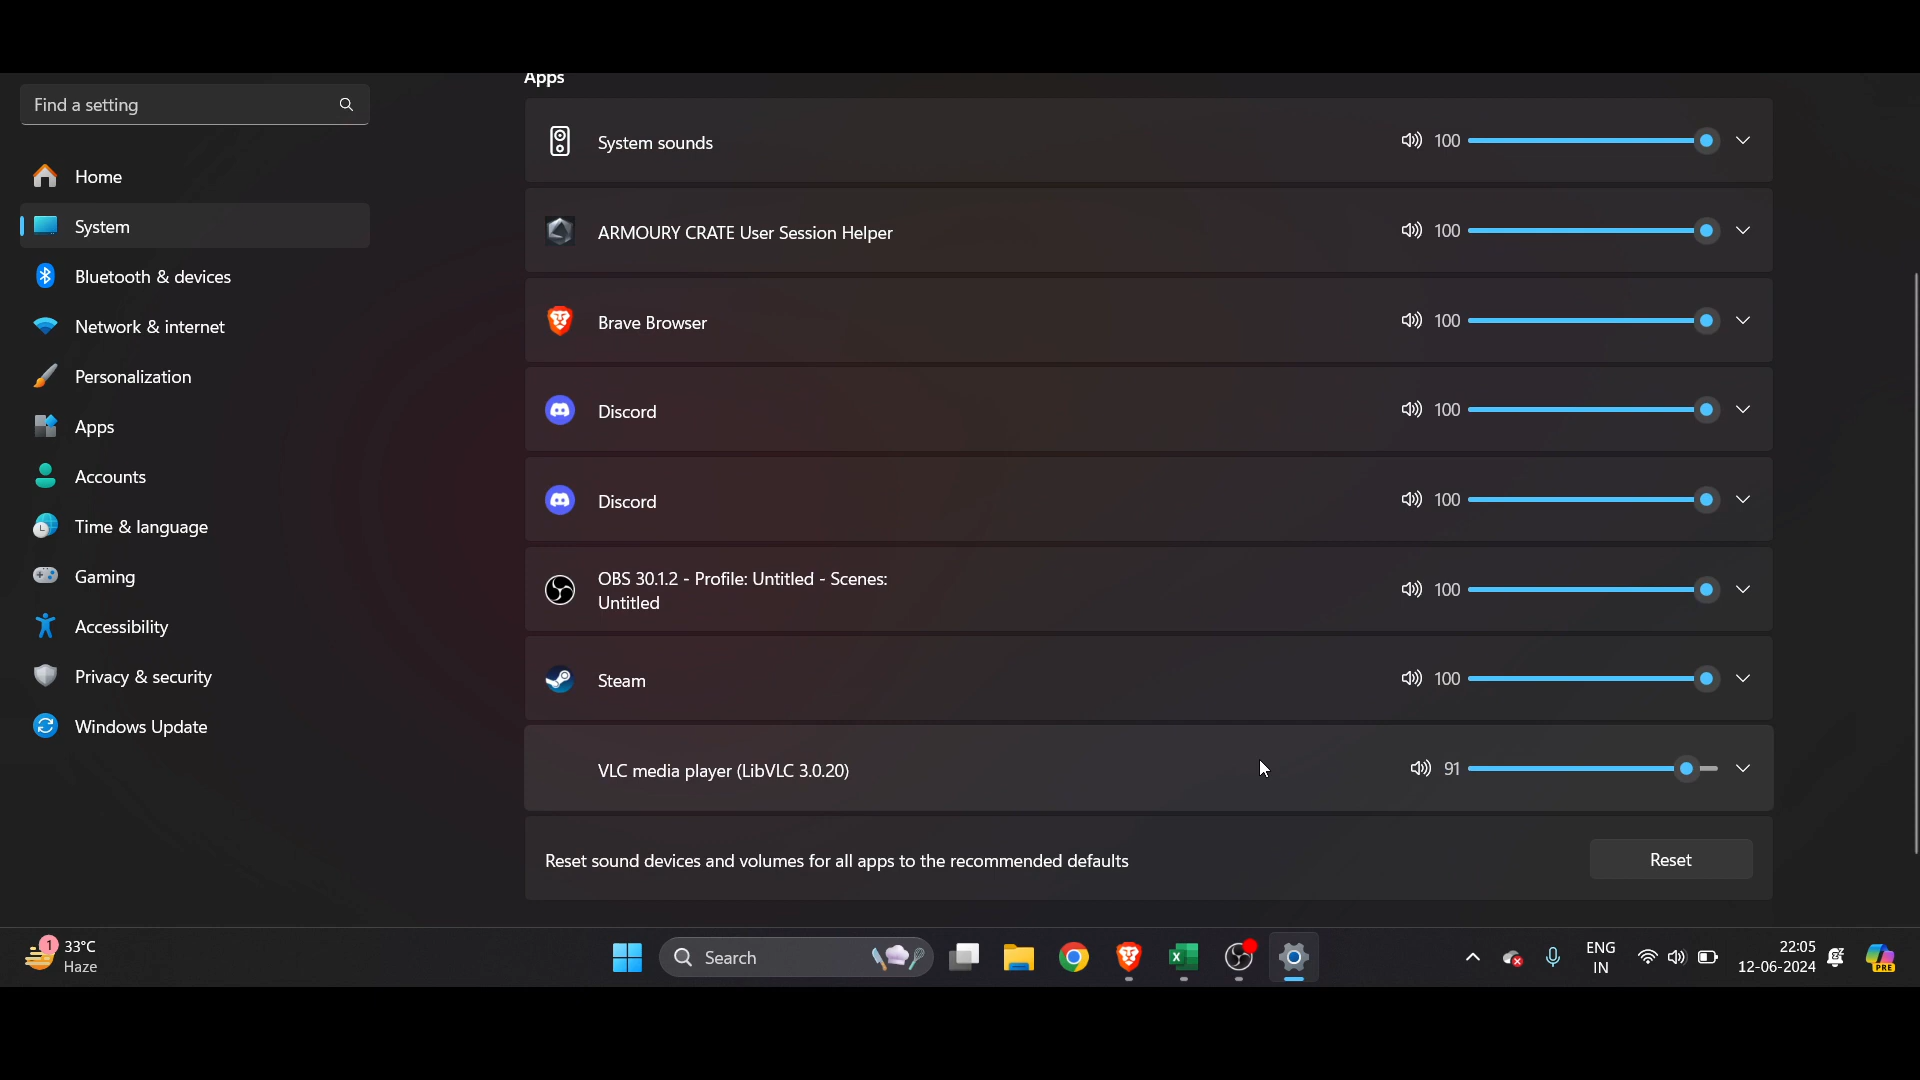 Apps
Find a setting
Home
System
Bluetooth & devices
Network & internet
Personalization
Apps
Accounts
Time & language
Gaming
Accessibility
Privacy & security
Windows Update
System sounds
100
ARMOURY CRATE User Session Helper
100
Brave Browser
100
Discord
100
Discord
100
OBS 30.1.2 - Profile: Untitled - Scenes:
Untitled
100
Steam
100
VLC media player (LibVLC 3.0.20)
91
Reset sound devices and volumes for all apps to the recommended defaults
Reset
1
33°C
Haze
Search
ENG
IN
22:05
12-06-2024
PRE